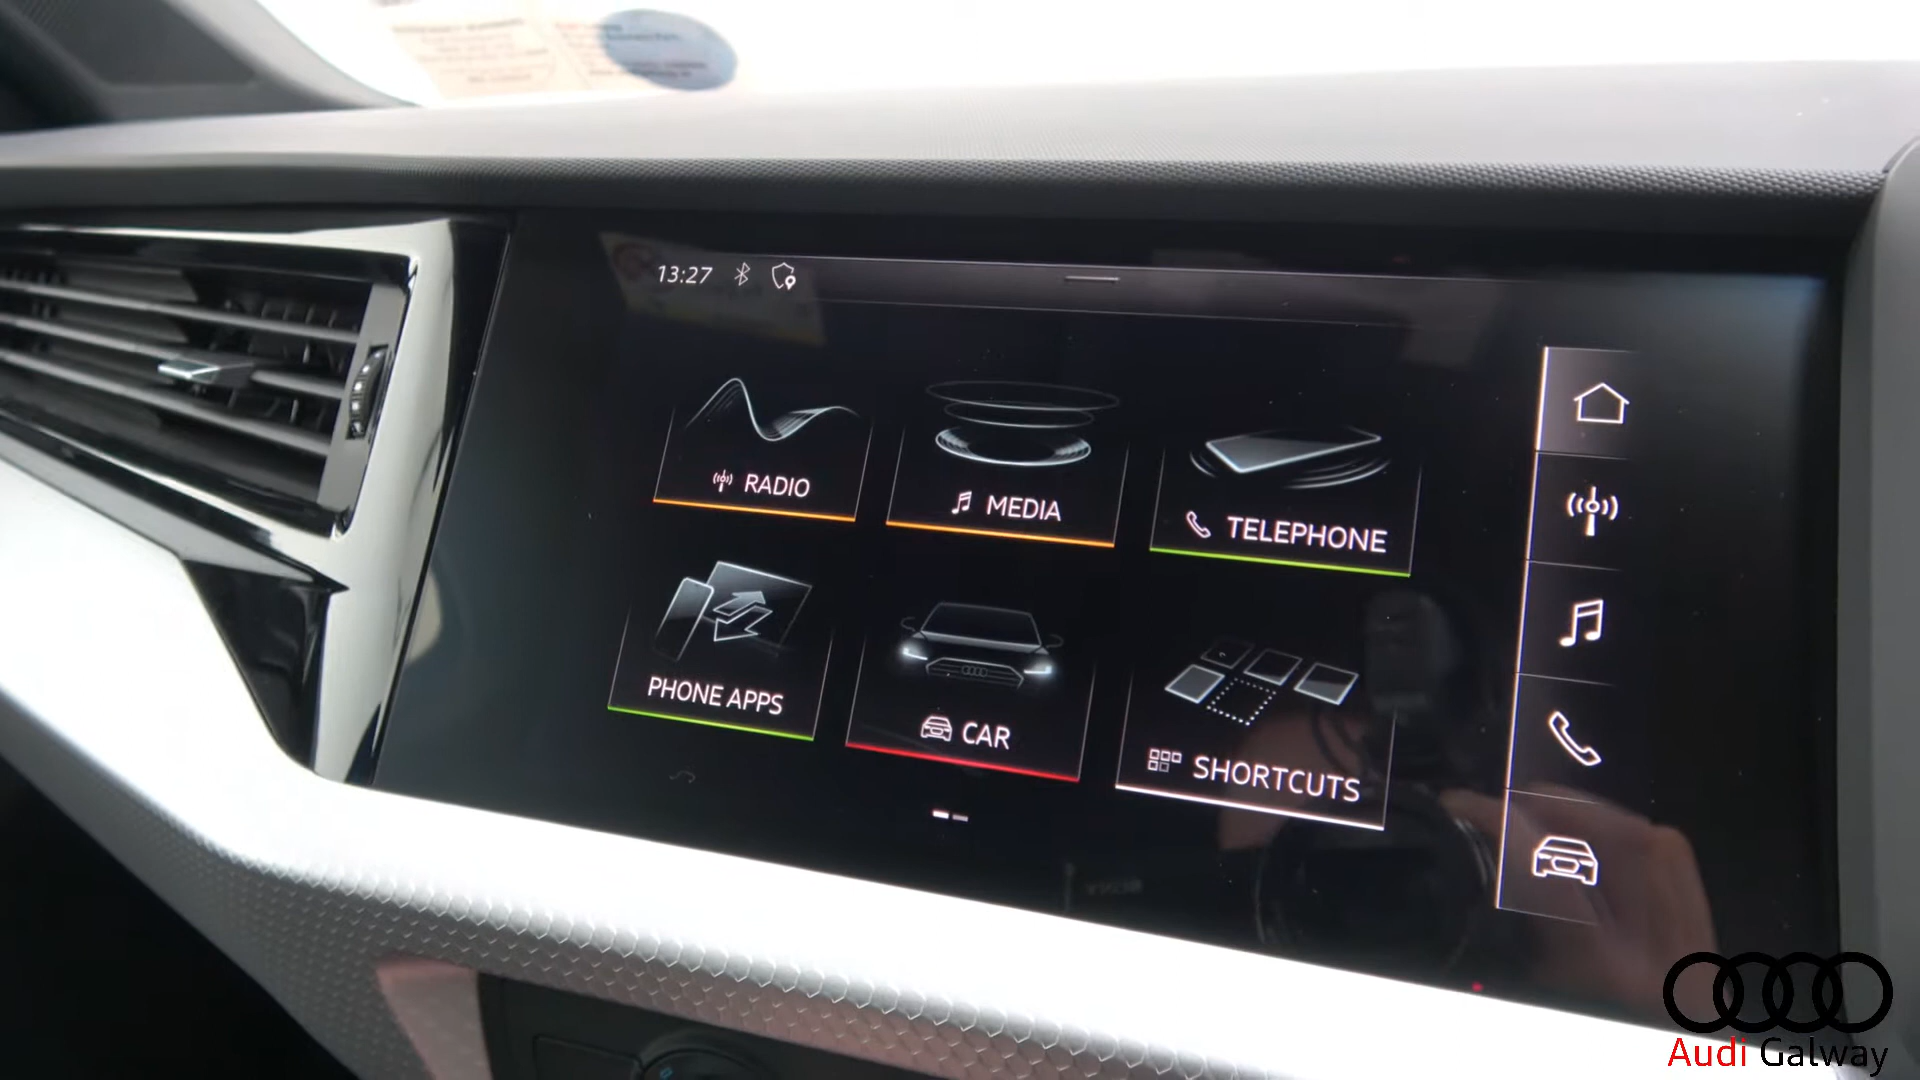 13:27
RADIO
MEDIA
TELEPHONE
PHONE APPS
CAR
SHORTCUTS
Audi Galway